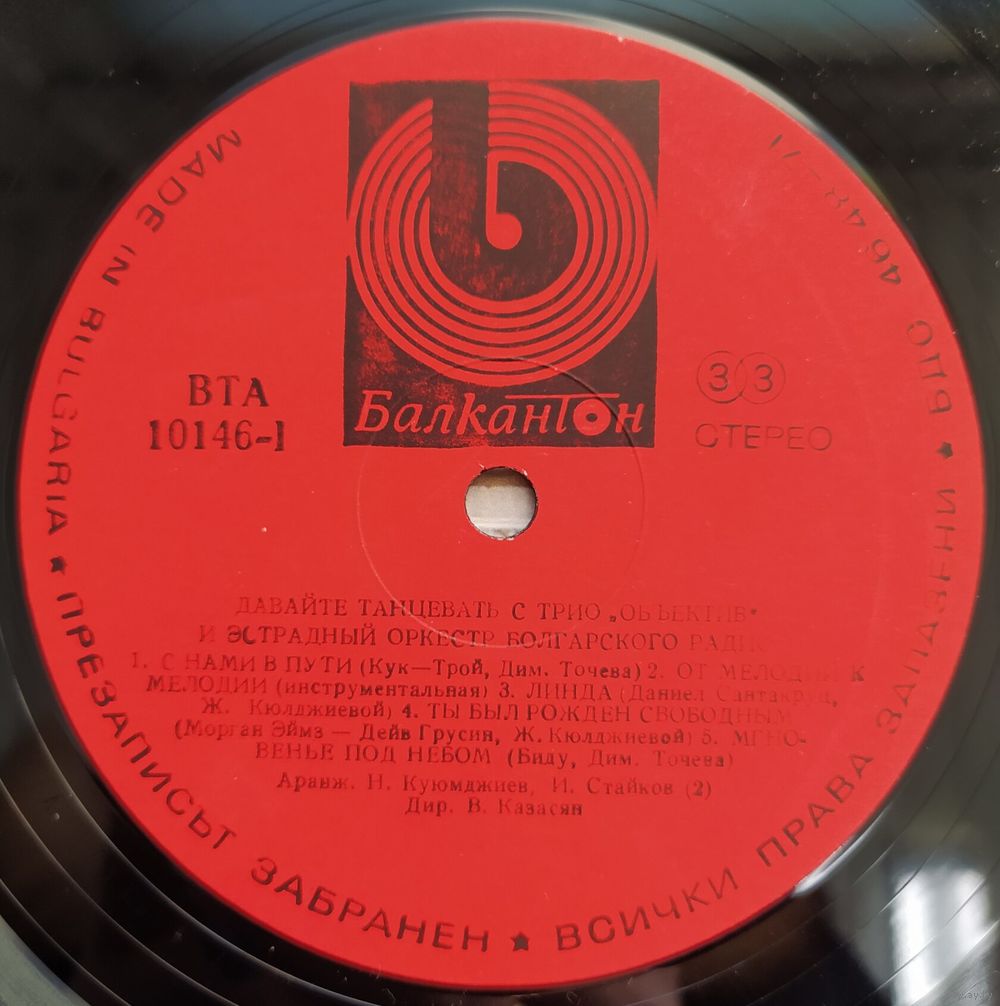 Балкантон
ВТА
10146-1
33
СТЕРЕО
ДАВАЙТЕ ТАНЦЕВАТЬ С ТРИО „ОБЪЕКТИВ“
И ЭСТРАДНЫЙ ОРКЕСТР БОЛГАРСКОГО РАДИО
1. С НАМИ В ПУТИ (Кук—Трой, Дим. Точева) 2. ОТ МЕЛОДИИ К
МЕЛОДИИ (инструментальная) 3. ЛИНДА (Даниел Сантакруц,
Ж. Кюлджиевой) 4. ТЫ БЫЛ РОЖДЕН СВОБОДНЫМ
(Морган Эймз — Дейв Грусин, Ж. Кюлджиевой) 5. МГНО-
ВЕНЬЕ ПОД НЕБОМ (Биду, Дим. Точева)
Аранж. Н. Куюмджиев, И. Стайков (2)
Дир. В. Казасян
MADE IN BULGARIA ★ ПРЕЗАПИСЪТ ЗАБРАНЕН ★ ВСИЧКИ ПРАВА ЗАПАЗЕНИ ★ БДС 46 48—71